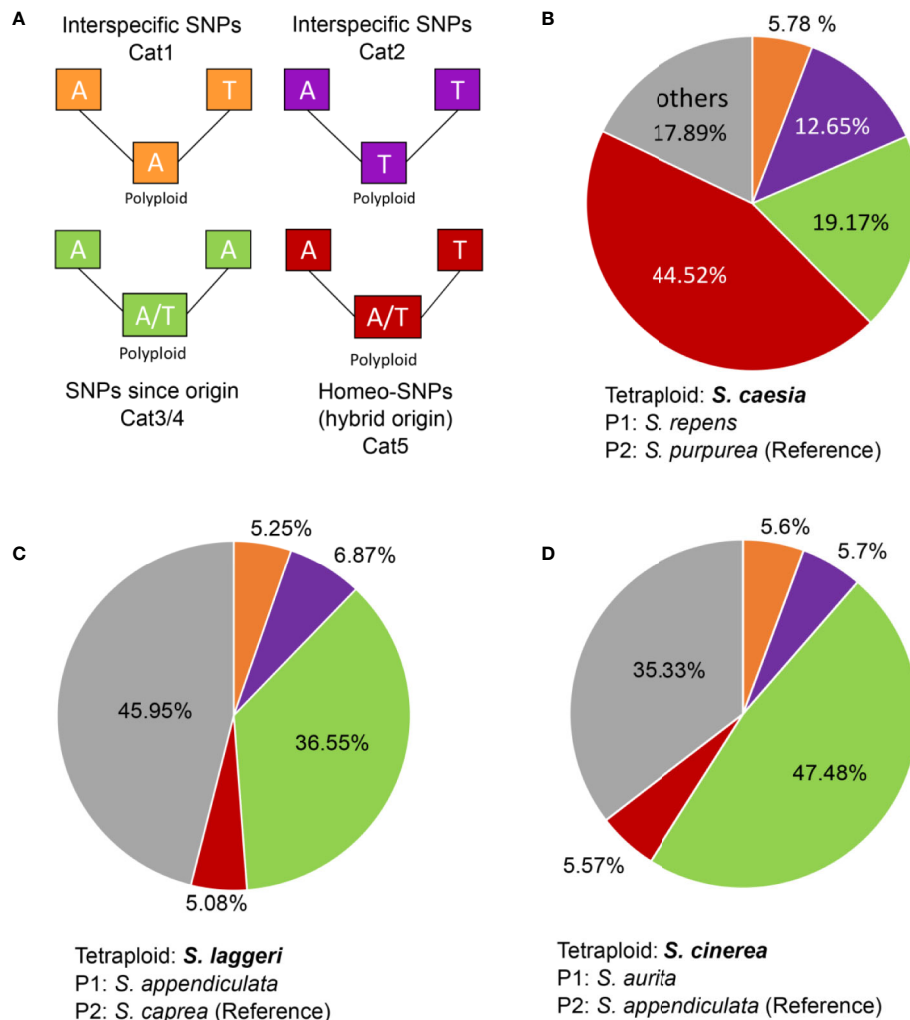 A
Interspecific SNPs
Cat1
A
T
A
Polyploid
Interspecific SNPs
Cat2
A
T
T
Polyploid
A
A
A/T
Polyploid
SNPs since origin
Cat3/4
A
T
A/T
Polyploid
Homeo-SNPs
(hybrid origin)
Cat5
B
5.78 %
12.65%
19.17%
44.52%
others
17.89%
Tetraploid: S. caesia
P1: S. repens
P2: S. purpurea (Reference)
C
5.25%
6.87%
36.55%
5.08%
45.95%
Tetraploid: S. laggeri
P1: S. appendiculata
P2: S. caprea (Reference)
D
5.6%
5.7%
47.48%
5.57%
35.33%
Tetraploid: S. cinerea
P1: S. aurita
P2: S. appendiculata (Reference)